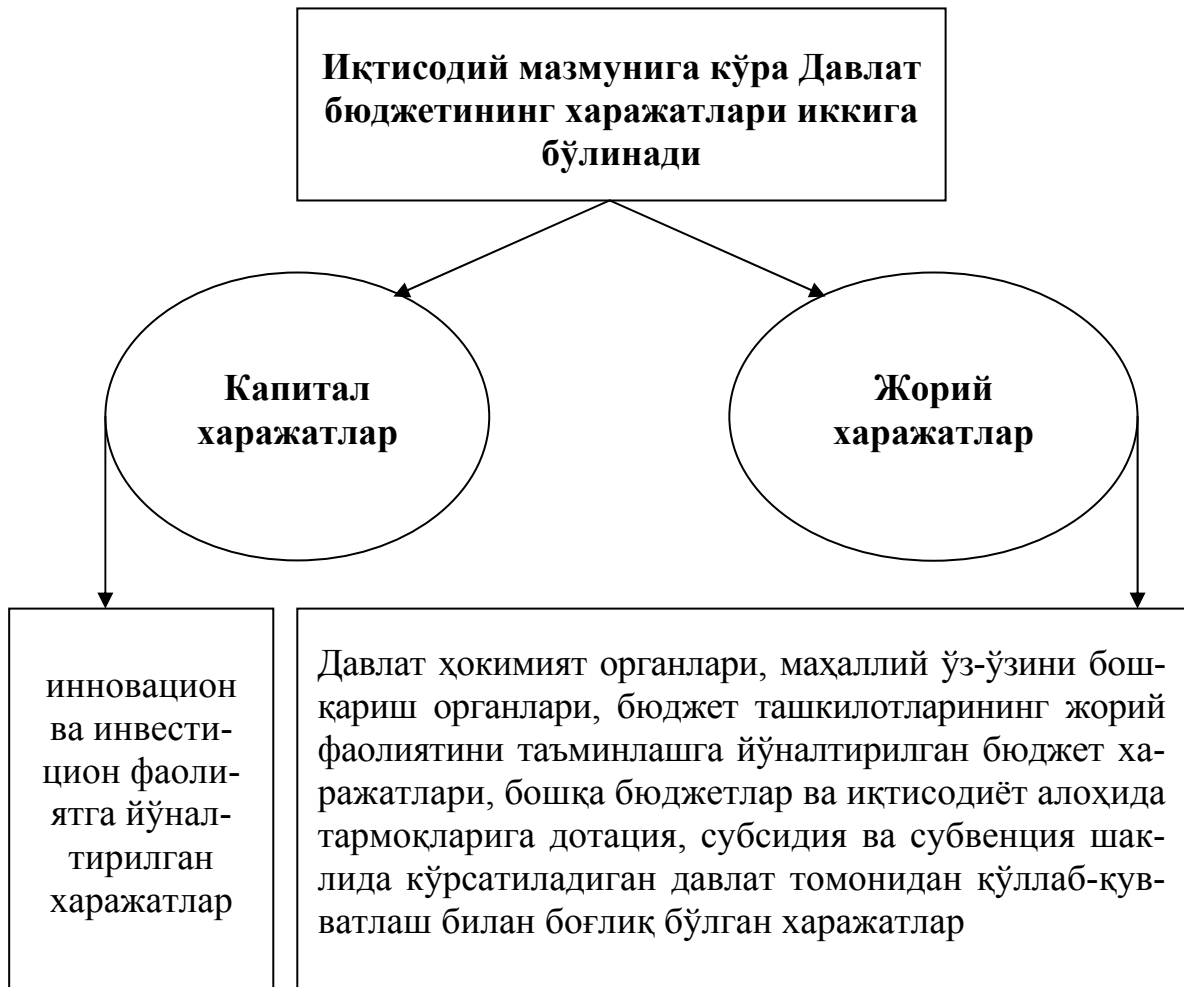 Иқтисодий мазмунига кўра Давлат
бюджетининг харажатлари иккига
бўлинади
Капитал
харажатлар
Жорий
харажатлар
инновацион
ва инвести-
цион фаоли-
ятга йўнал-
тирилган
харажатлар
Давлат ҳокимият органлари, маҳаллий ўз-ўзини бош-
қариш органлари, бюджет ташкилотларининг жорий
фаолиятини таъминлашга йўналтирилган бюджет ха-
ражатлари, бошқа бюджетлар ва иқтисодиёт алоҳида
тармоқларига дотация, субсидия ва субвенция шак-
лида кўрсатиладиган давлат томонидан қўллаб-қув-
ватлаш билан боғлиқ бўлган харажатлар